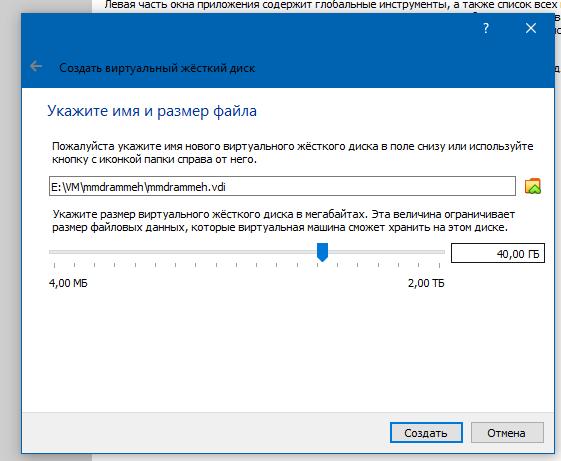 Левая часть окна приложения содержит глобальные инструменты, а также список всех
?
Создать виртуальный жёсткий диск
Укажите имя и размер файла
Пожалуйста укажите имя нового виртуального жёсткого диска в поле снизу или используйте
кнопку с иконкой папки справа от него.
E:\VM\mmdrammeh\mmdrammeh.vdi
Укажите размер виртуального жёсткого диска в мегабайтах. Эта величина ограничивает
размер файловых данных, которые виртуальная машина сможет хранить на этом диске.
40,00 ГБ
4,00 МБ 2,00 ТБ
Создать Отмена